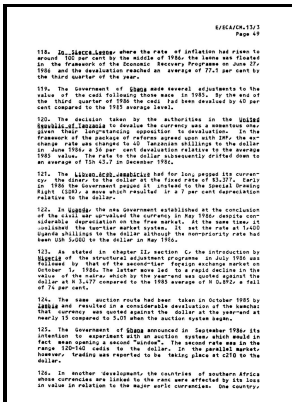 E/ECA/CM.13/3
Page 49
118. In Sierra Leone, where the rate of inflation had risen to
around 100 per cent by the middle of 1986, the leone was floated
in the framework of the Economic Recovery Programme on June 27,
1986 and the devaluation reached an average of 77.1 per cent by
the third quarter of the year.
119. The Government of Ghana made several adjustments to the
value of the cedi following those made in 1985. By the end of
the third quarter of 1986 the cedi had been devalued by 40 per
cent compared to the 1985 average level.
120. The decision taken by the authorities in the United
Republic of Tanzania to devalue the currency was a momentous one
given their longstanding opposition to devaluation. In the
framework of the package of reforms agreed upon with IMF, the ex-
change rate was changed to 40 Tanzanian shillings to the dollar
in June 1986, a 56 per cent devaluation relative to the average
1985 value. The rate to the dollar subsequently drifted down to
an average of TSh 43.7 in December 1986.
121. The Libyan Arab Jamahiriya had for long pegged its curren-
cy, the dinar, to the dollar at the fixed rate of $3.377. Early
in 1986 the Government pegged it instead to the Special Drawing
Right (SDR), a move which resulted in a 7 per cent depreciation
relative to the dollar.
122. In Uganda, the new Government established at the conclusion
of the civil war up-valued the currency in May 1986, despite con-
siderable depreciation on the free market. At the same time, it
abolished the two-tier market system. It set the rate at 1,400
Uganda shillings to the dollar although the non-priority rate had
been USh 5,000 to the dollar in May 1986.
123. As stated in chapter II, section C, the introduction by
Nigeria of the structural adjustment programme in July 1986 was
followed by that of the second-tier foreign exchange market on
October 1, 1986. The latter move led to a rapid decline in the
value of the naira, which by the year-end was quoted against the
dollar at N 3.477 compared to the 1985 average of N 0.892, a fall
of 74 per cent.
124. The same auction route had been taken in October 1985 by
Zambia and resulted in a considerable devaluation of the kwacha;
that currency was quoted against the dollar at the year-end at
nearly 15 compared to 5.01 when the auction system began.
125. The Government of Ghana announced in September 1986, its
intention to experiment with an auction system, which would in
fact mean opening a second "window". The second rate was in the
range 120-140 cedis to the dollar. In the parallel market,
however, trading was reported to be taking place at ¢210 to the
dollar.
126. In another development, the countries of southern Africa
whose currencies are linked to the rand were affected by its loss
in value in relation to the major world currencies. One country,